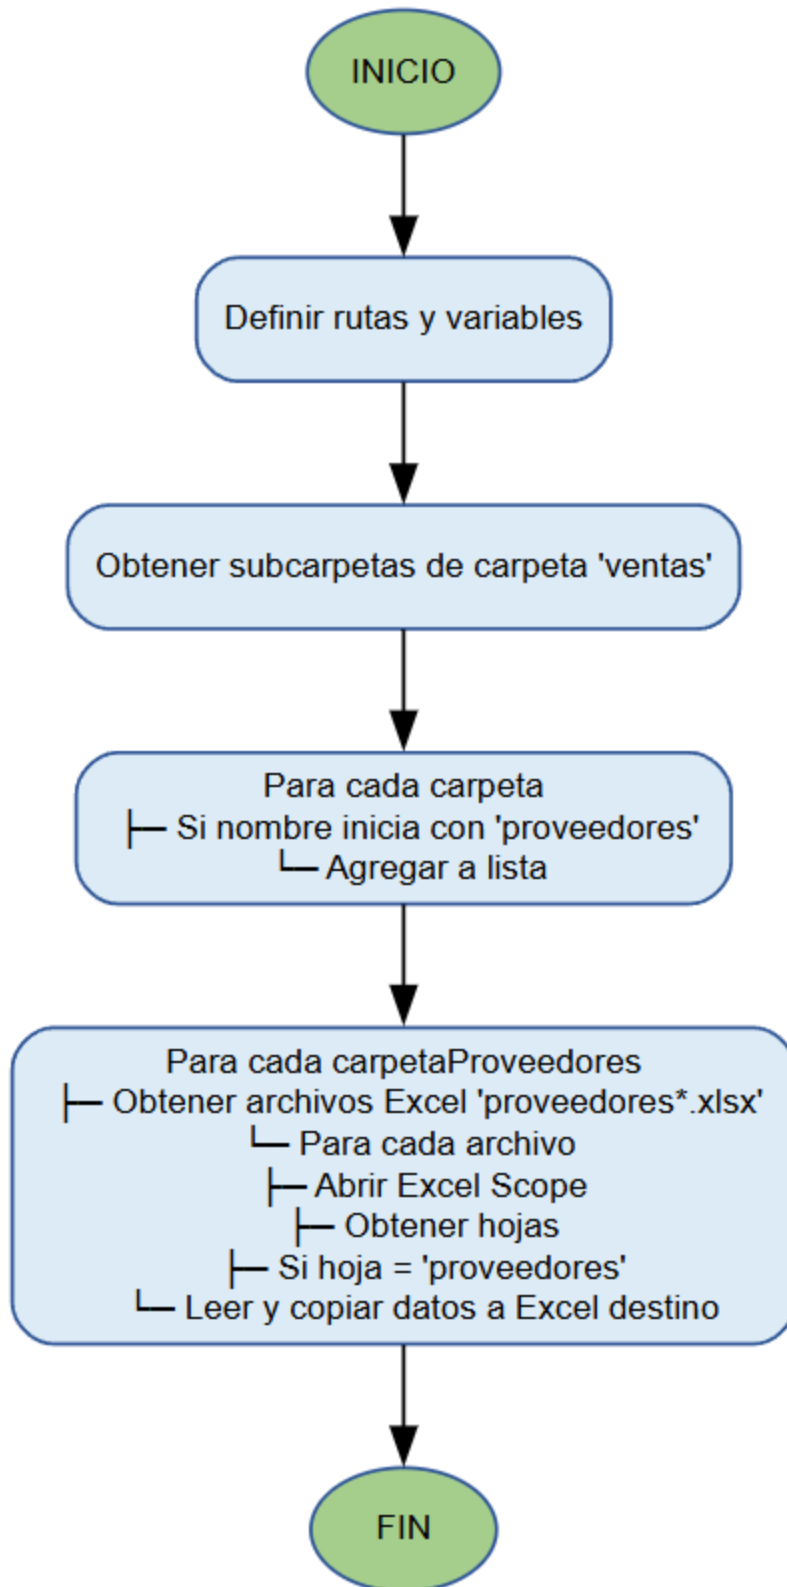 INICIO
Definir rutas y variables
Obtener subcarpetas de carpeta 'ventas'
Para cada carpeta
├─ Si nombre inicia con 'proveedores'
└─ Agregar a lista
Para cada carpetaProveedores
├─ Obtener archivos Excel 'proveedores*.xlsx'
└─ Para cada archivo
├─ Abrir Excel Scope
├─ Obtener hojas
├─ Si hoja = 'proveedores'
└─ Leer y copiar datos a Excel destino
FIN